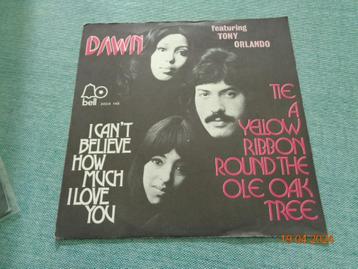 DAWN
featuring
TONY
ORLANDO
bell
TIE
A
YELLOW
RIBBON
ROUND THE
OLE OAK
TREE
I CAN'T
BELIEVE
HOW
MUCH
I LOVE
YOU
19.04.2024